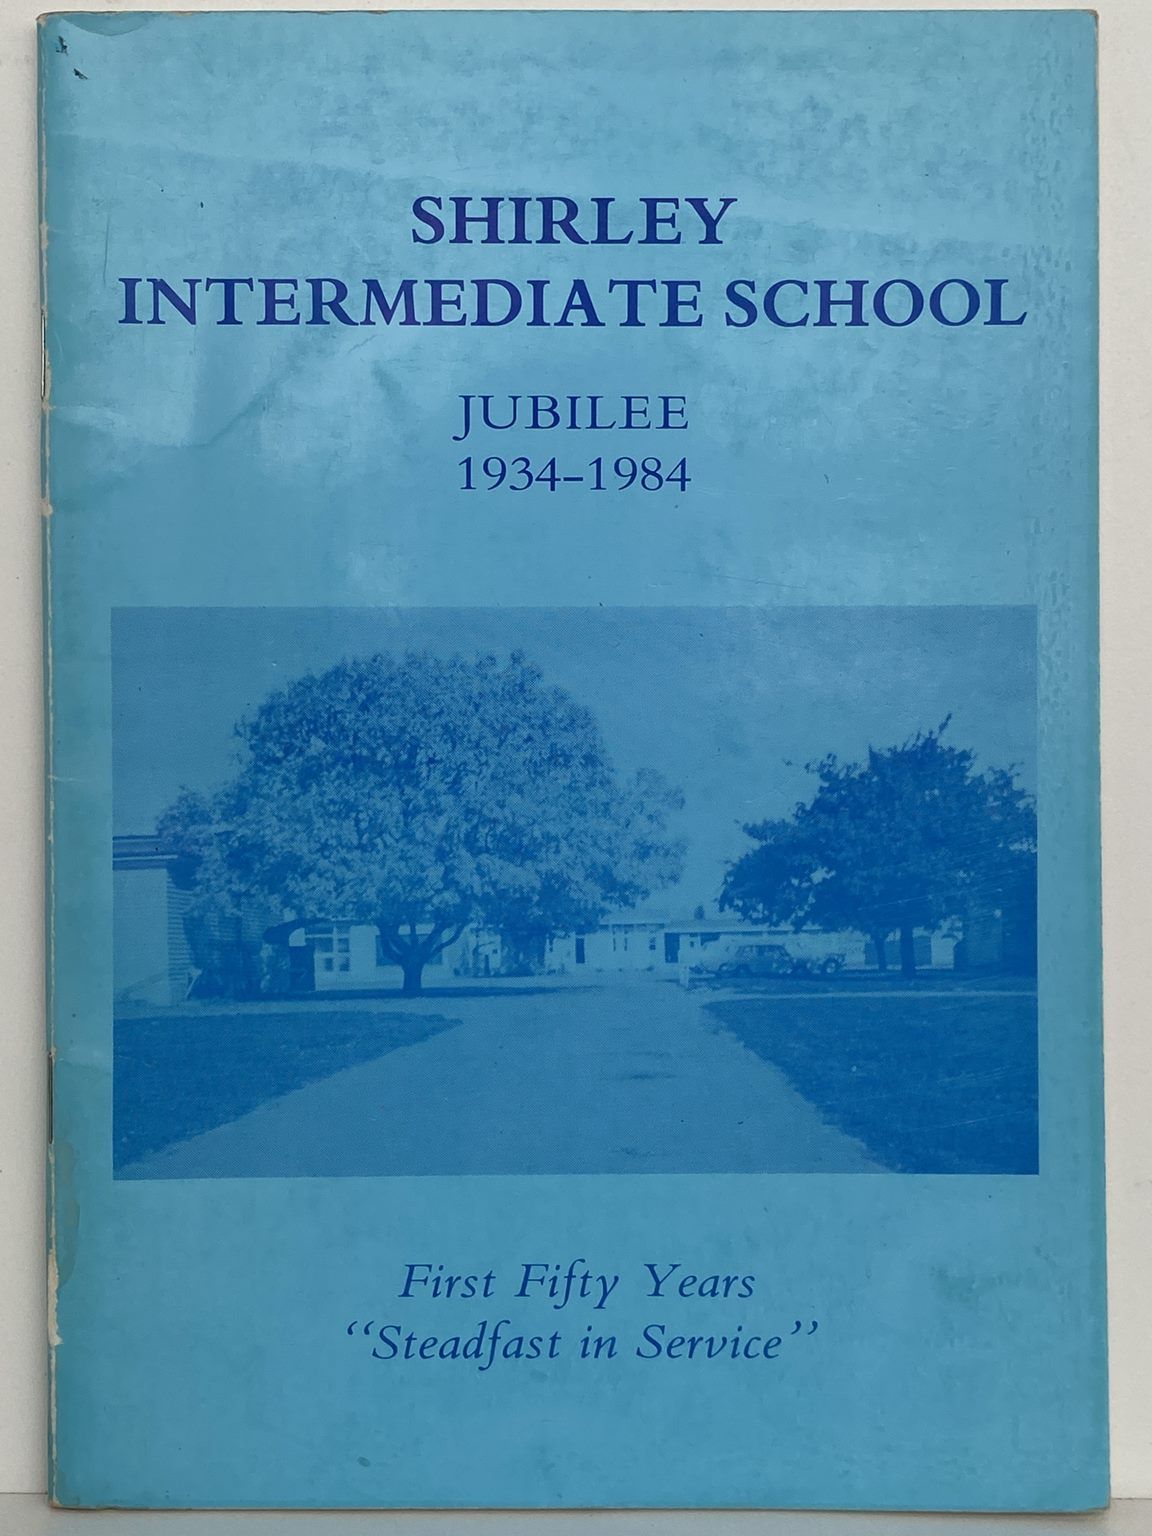 SHIRLEY
INTERMEDIATE SCHOOL
JUBILEE
1934–1984
First Fifty Years
“Steadfast in Service”